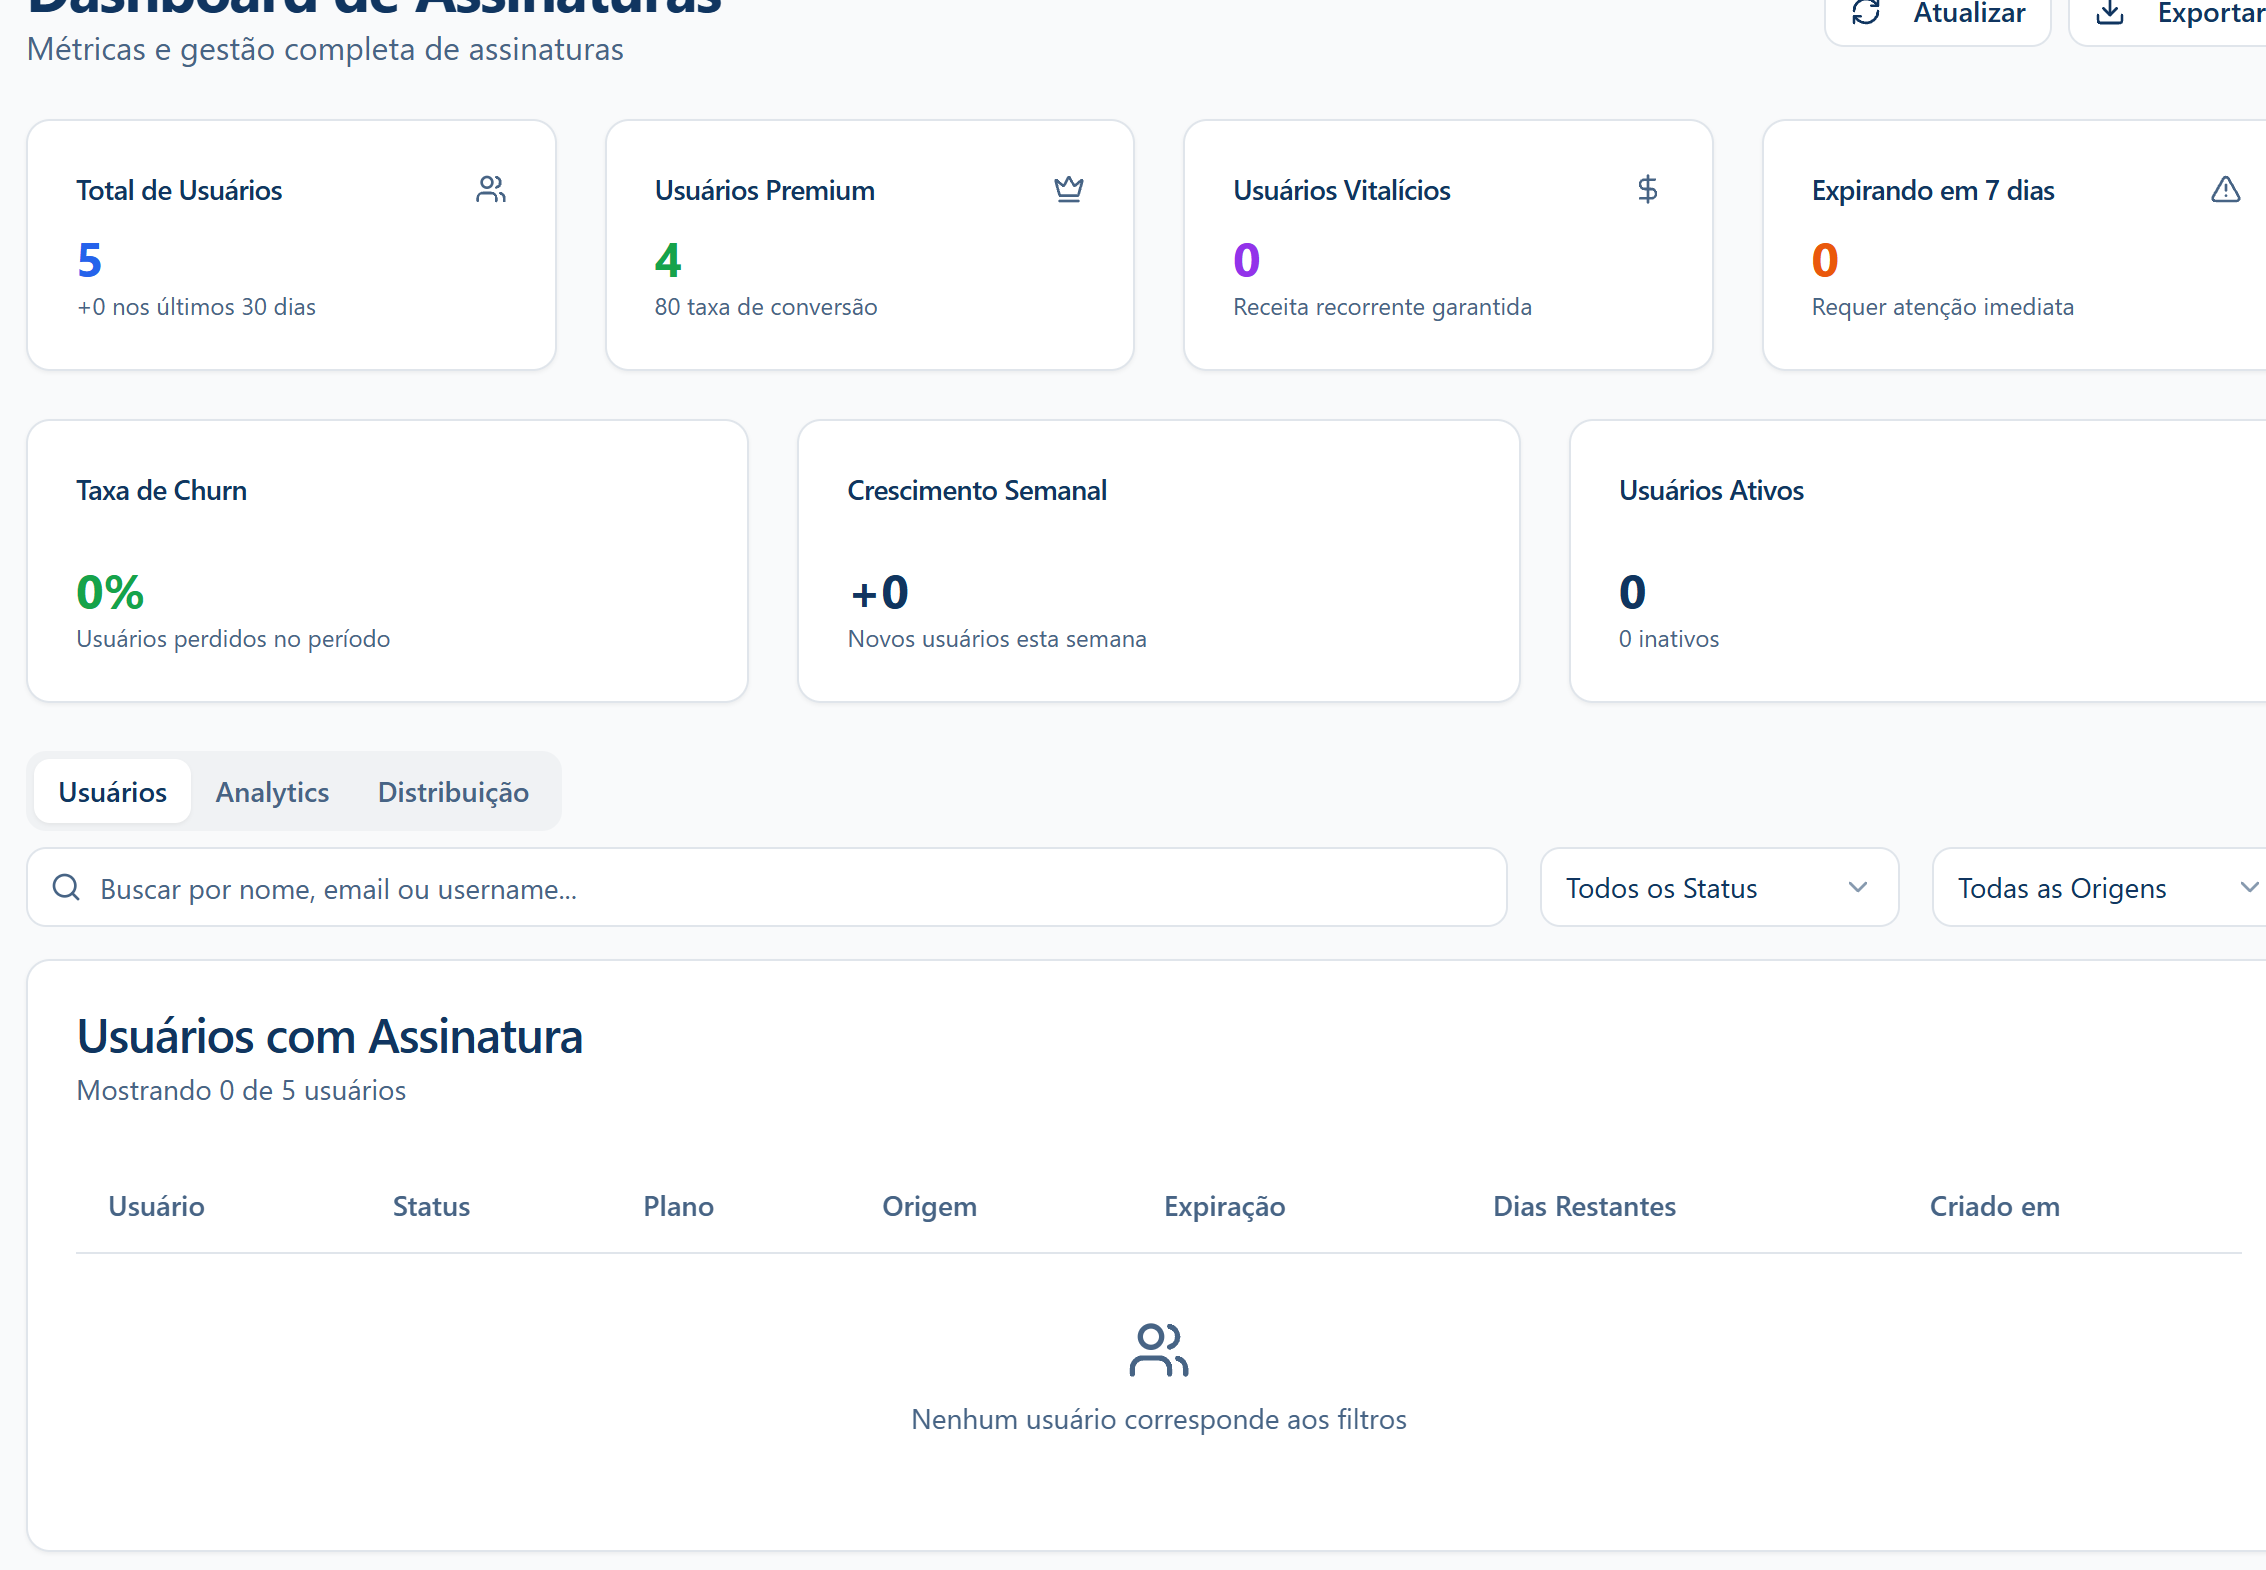 Dashboard de Assinaturas
Atualizar
Exportar
Métricas e gestão completa de assinaturas
Total de Usuários
5
+0 nos últimos 30 dias
Usuários Premium
4
80 taxa de conversão
Usuários Vitalícios
0
Receita recorrente garantida
Expirando em 7 dias
0
Requer atenção imediata
Taxa de Churn
0%
Usuários perdidos no período
Crescimento Semanal
+0
Novos usuários esta semana
Usuários Ativos
0
0 inativos
Usuários
Analytics
Distribuição
Buscar por nome, email ou username...
Todos os Status
Todas as Origens
Usuários com Assinatura
Mostrando 0 de 5 usuários
Usuário
Status
Plano
Origem
Expiração
Dias Restantes
Criado em
Nenhum usuário corresponde aos filtros